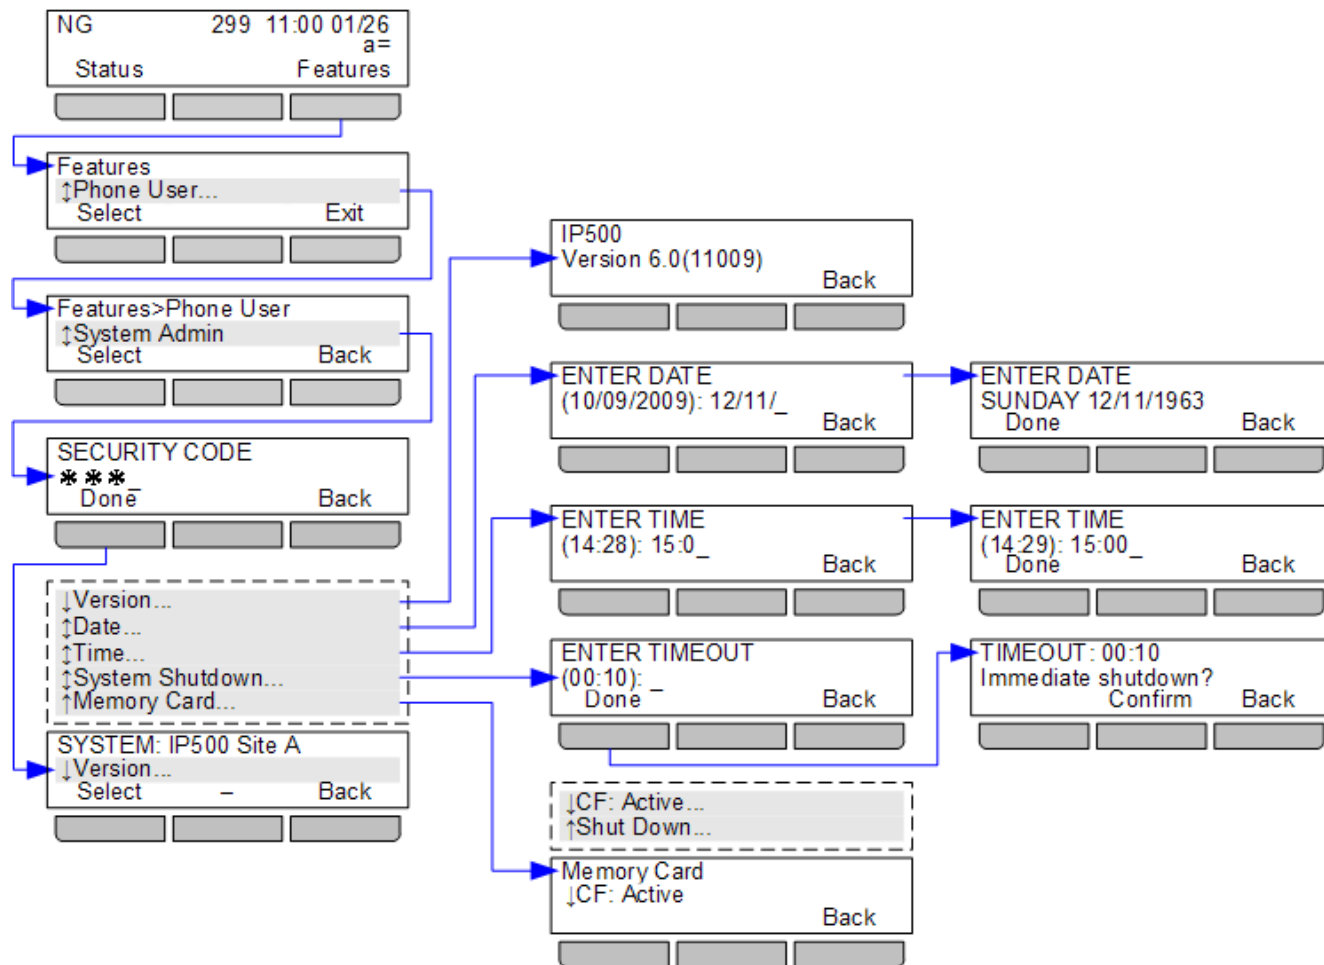 NG 299 11:00 01/26
a=
Status Features
Features
↕Phone User...
Select Exit
Features>Phone User
↕System Admin
Select Back
SECURITY CODE
***_
Done Back
↓Version...
↕Date...
↕Time...
↕System Shutdown...
↑Memory Card...
SYSTEM: IP500 Site A
↓Version...
Select – Back
IP500
Version 6.0(11009)
Back
ENTER DATE
(10/09/2009): 12/11/_
Back
ENTER DATE
SUNDAY 12/11/1963
Done Back
ENTER TIME
(14:28): 15:0_
Back
ENTER TIME
(14:29): 15:00_
Done Back
ENTER TIMEOUT
(00:10): _
Done Back
TIMEOUT: 00:10
Immediate shutdown?
Confirm Back
↓CF: Active...
↑Shut Down...
Memory Card
↓CF: Active
Back